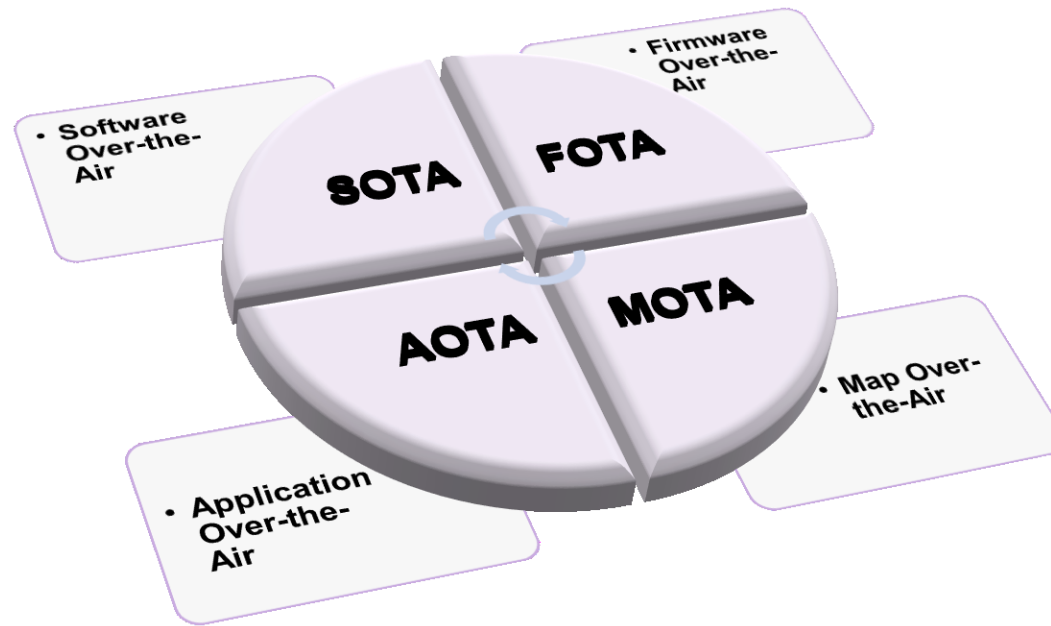 • Software
Over-the-
Air
• Firmware
Over-the-
Air
SOTA
FOTA
AOTA
MOTA
• Application
Over-the-
Air
• Map Over-
the-Air